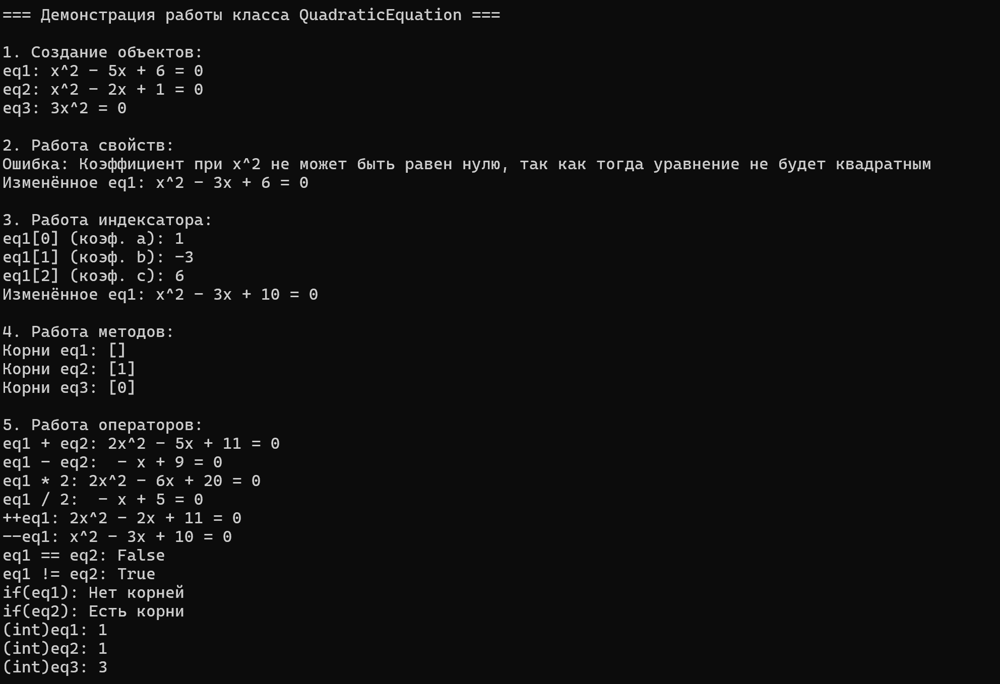 === Демонстрация работы класса QuadraticEquation ===
1. Создание объектов:
eq1: x^2 - 5x + 6 = 0
eq2: x^2 - 2x + 1 = 0
eq3: 3x^2 = 0
2. Работа свойств:
Ошибка: Коэффициент при x^2 не может быть равен нулю, так как тогда уравнение не будет квадратным
Изменённое eq1: x^2 - 3x + 6 = 0
3. Работа индексатора:
eq1[0] (коэф. a): 1
eq1[1] (коэф. b): -3
eq1[2] (коэф. c): 6
Изменённое eq1: x^2 - 3x + 10 = 0
4. Работа методов:
Корни eq1: []
Корни eq2: [1]
Корни eq3: [0]
5. Работа операторов:
eq1 + eq2: 2x^2 - 5x + 11 = 0
eq1 - eq2:  - x + 9 = 0
eq1 * 2: 2x^2 - 6x + 20 = 0
eq1 / 2:  - x + 5 = 0
++eq1: 2x^2 - 2x + 11 = 0
--eq1: x^2 - 3x + 10 = 0
eq1 == eq2: False
eq1 != eq2: True
if(eq1): Нет корней
if(eq2): Есть корни
(int)eq1: 1
(int)eq2: 1
(int)eq3: 3